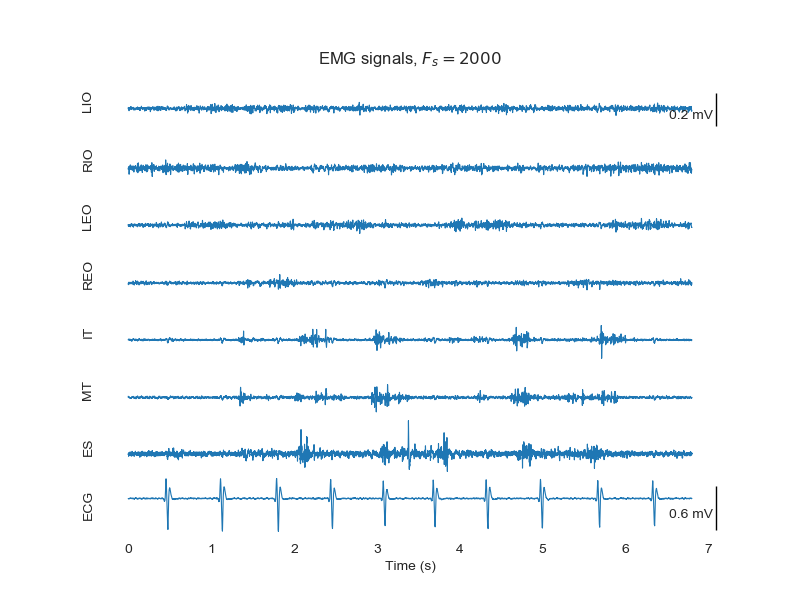 EMG signals, Fₛ = 2000
LIO
0.2 mV
RIO
LEO
REO
IT
MT
ES
ECG
0.6 mV
0 1 2 3 4 5 6 7
Time (s)